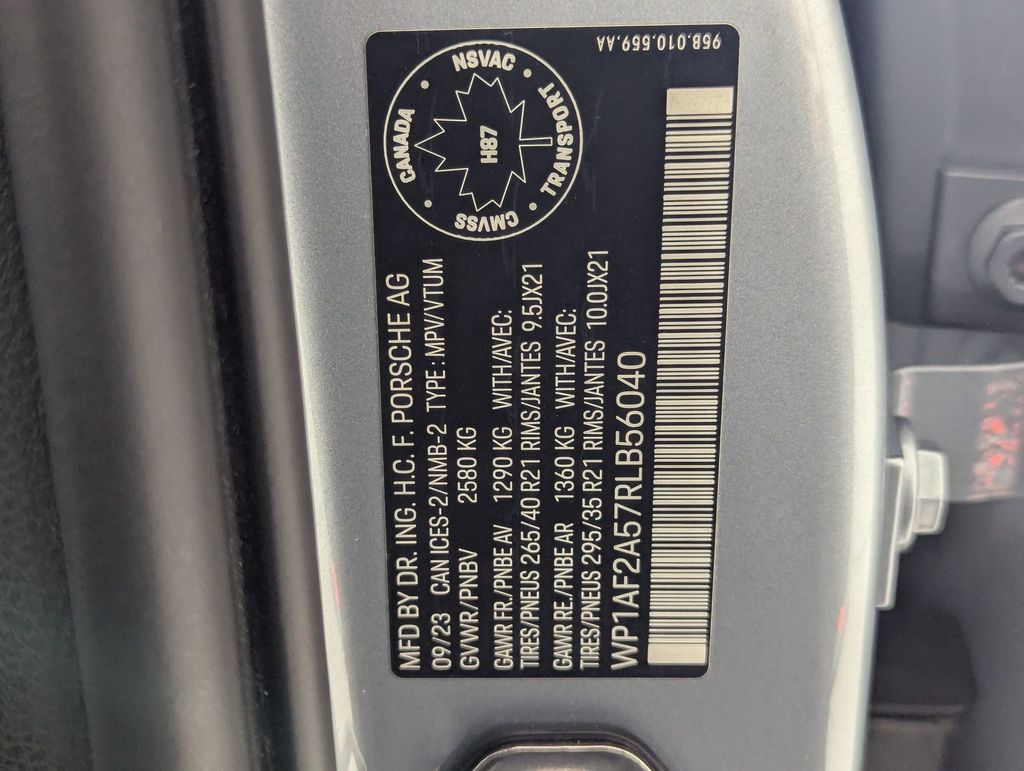 MFD BY DR. ING. H.C. F. PORSCHE AG
09/23 CAN ICES-2/NMB-2 TYPE : MPV/VTUM
GVWR/PNBV 2580 KG
GAWR FR./PNBE AV 1290 KG WITH/AVEC:
TIRES/PNEUS 265/40 R21 RIMS/JANTES 9.5JX21
GAWR RE./PNBE AR 1360 KG WITH/AVEC:
TIRES/PNEUS 295/35 R21 RIMS/JANTES 10.0JX21
WP1AF2A57RLB56040
CANADA
NSVAC
TRANSPORT
CMVSS
H87
95B.010.559.AA